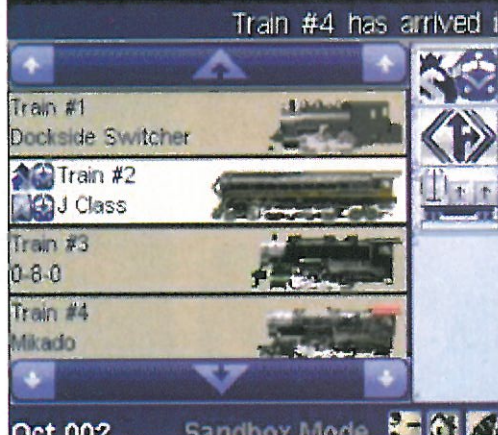 Train #4 has arrived i
Train #1
Dockside Switcher
Train #2
J Class
Train #3
0-8-0
Train #4
Mikado
Oct 002
Sandbox Mode